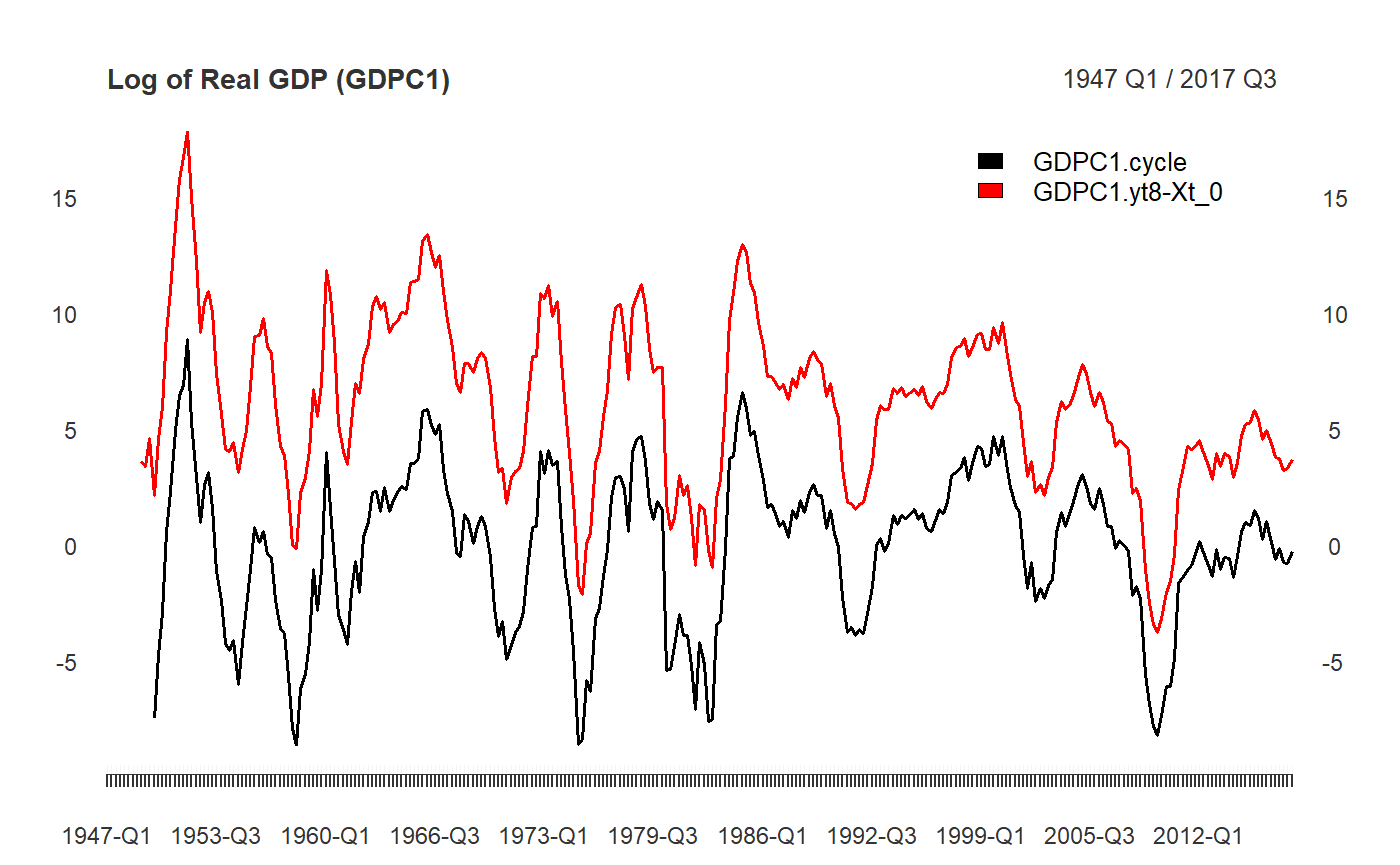 Log of Real GDP (GDPC1)
1947 Q1 / 2017 Q3
GDPC1.cycle
GDPC1.yt8-Xt_0
15 15
10 10
5 5
0 0
-5 -5
1947-Q1 1953-Q3 1960-Q1 1966-Q3 1973-Q1 1979-Q3 1986-Q1 1992-Q3 1999-Q1 2005-Q3 2012-Q1